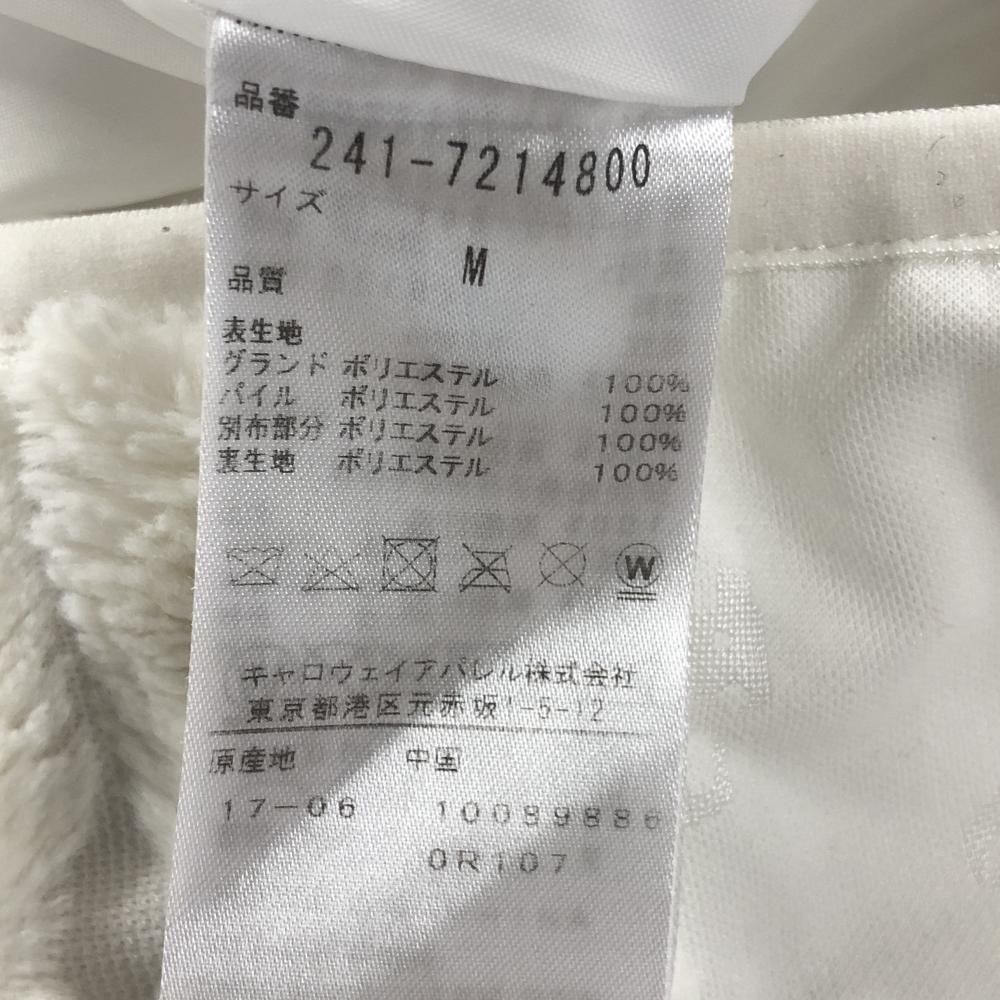 品番
241-7214800
サイズ
M
品質
表生地
グランド ポリエステル 100%
パイル ポリエステル 100%
別布部分 ポリエステル 100%
裏生地 ポリエステル 100%
W
キャロウェイアパレル株式会社
東京都港区元赤坂1-5-12
原産地 中国
17-06 10089886
0R107